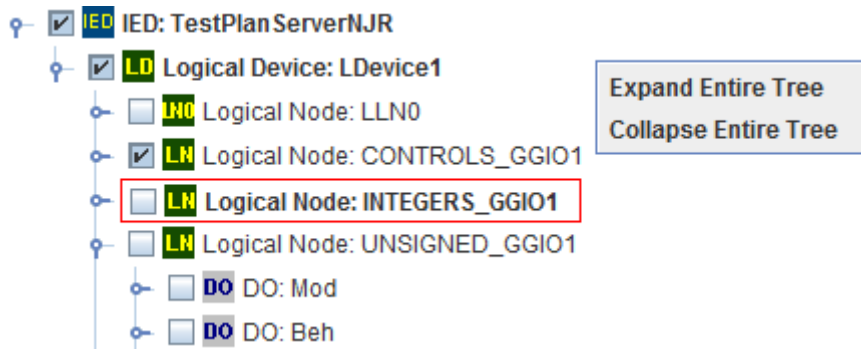 IED IED: TestPlanServerNJR
LD Logical Device: LDevice1
LN0 Logical Node: LLN0
LN Logical Node: CONTROLS_GGIO1
LN Logical Node: INTEGERS_GGIO1
LN Logical Node: UNSIGNED_GGIO1
DO DO: Mod
DO DO: Beh
Expand Entire Tree
Collapse Entire Tree